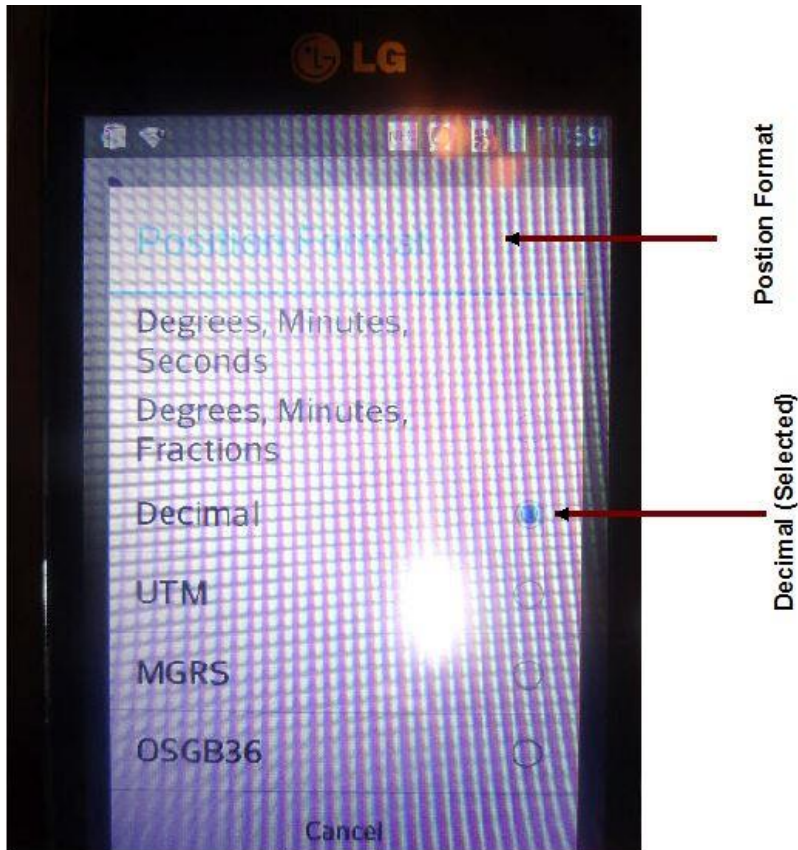 LG
Position Format
Degrees, Minutes,
Seconds
Degrees, Minutes,
Fractions
Decimal
UTM
MGRS
OSGB36
Cancel
Postion Format
Decimal (Selected)